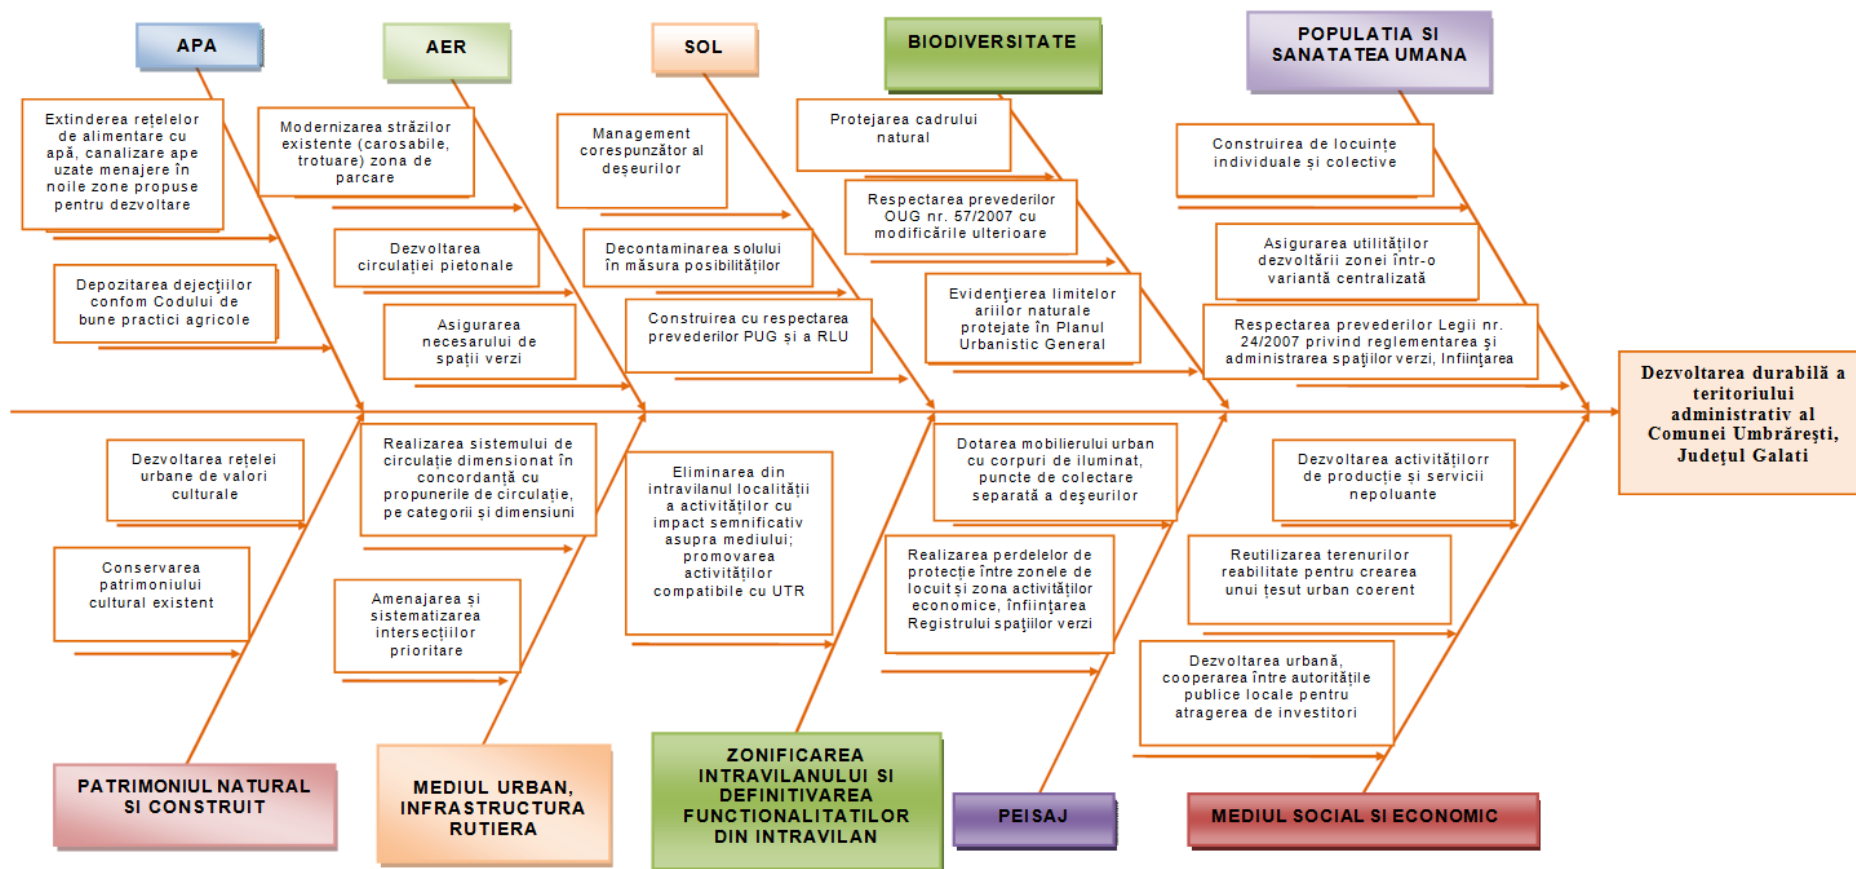 APA
AER
SOL
BIODIVERSITATE
POPULATIA SI
SANATATEA UMANA
Extinderea rețelelor
de alimentare cu
apă, canalizare ape
uzate menajere în
noile zone propuse
pentru dezvoltare
Depozitarea dejecţiilor
confom Codului de
bune practici agricole
Modernizarea străzilor
existente (carosabile,
trotuare) zona de
parcare
Dezvoltarea
circulației pietonale
Asigurarea
necesarului de
spații verzi
Management
corespunzător al
deșeurilor
Decontaminarea solului
în măsura posibilităților
Construirea cu respectarea
prevederilor PUG și a RLU
Protejarea cadrului
natural
Respectarea prevederilor
OUG nr. 57/2007 cu
modificările ulterioare
Evidenţierea limitelor
ariilor naturale
protejate în Planul
Urbanistic General
Construirea de locuințe
individuale și colective
Asigurarea utilităților
dezvoltării zonei într-o
variantă centralizată
Respectarea prevederilor Legii nr.
24/2007 privind reglementarea şi
administrarea spaţiilor verzi, Infiinţarea
Dezvoltarea durabilă a
teritoriului
administrativ al
Comunei Umbrăreşti,
Judeţul Galati
Dezvoltarea rețelei
urbane de valori
culturale
Conservarea
patrimoniului
cultural existent
Realizarea sistemului de
circulație dimensionat în
concordanță cu
propunerile de circulație,
pe categorii și dimensiuni
Amenajarea și
sistematizarea
intersecțiilor
prioritare
Eliminarea din
intravilanul localității
a activităților cu
impact semnificativ
asupra mediului;
promovarea
activităților
compatibile cu UTR
Dotarea mobilierului urban
cu corpuri de iluminat,
puncte de colectare
separată a deşeurilor
Realizarea perdelelor de
protecție între zonele de
locuit și zona activităților
economice, înfiinţarea
Registrului spaţiilor verzi
Dezvoltarea activităților​r
de producție și servicii
nepoluante
Reutilizarea terenurilor
reabilitate pentru crearea
unui țesut urban coerent
Dezvoltarea urbană,
cooperarea între autoritățile
publice locale pentru
atragerea de investitori
PATRIMONIUL NATURAL
SI CONSTRUIT
MEDIUL URBAN,
INFRASTRUCTURA
RUTIERA
ZONIFICAREA
INTRAVILANULUI SI
DEFINITIVAREA
FUNCTIONALITATILOR
DIN INTRAVILAN
PEISAJ
MEDIUL SOCIAL SI ECONOMIC